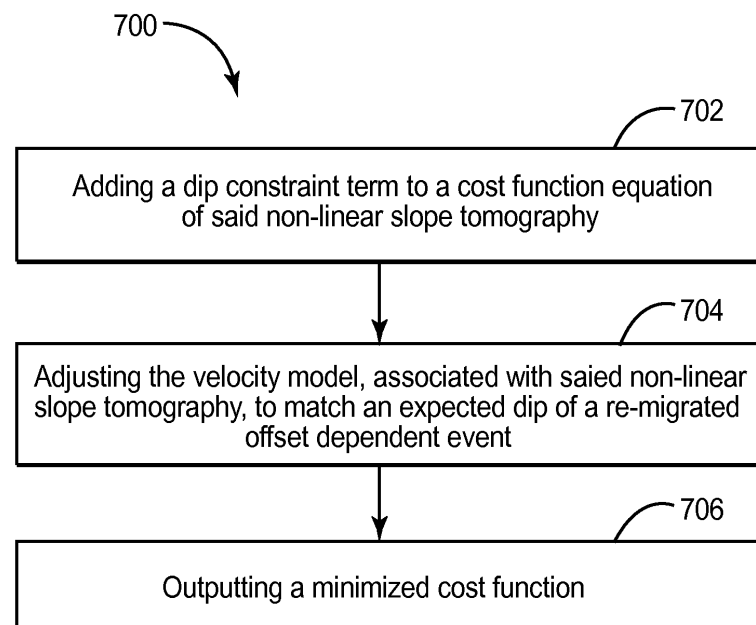 700
702
Adding a dip constraint term to a cost function equation
of said non-linear slope tomography
704
Adjusting the velocity model, associated with saied non-linear
slope tomography, to match an expected dip of a re-migrated
offset dependent event
706
Outputting a minimized cost function